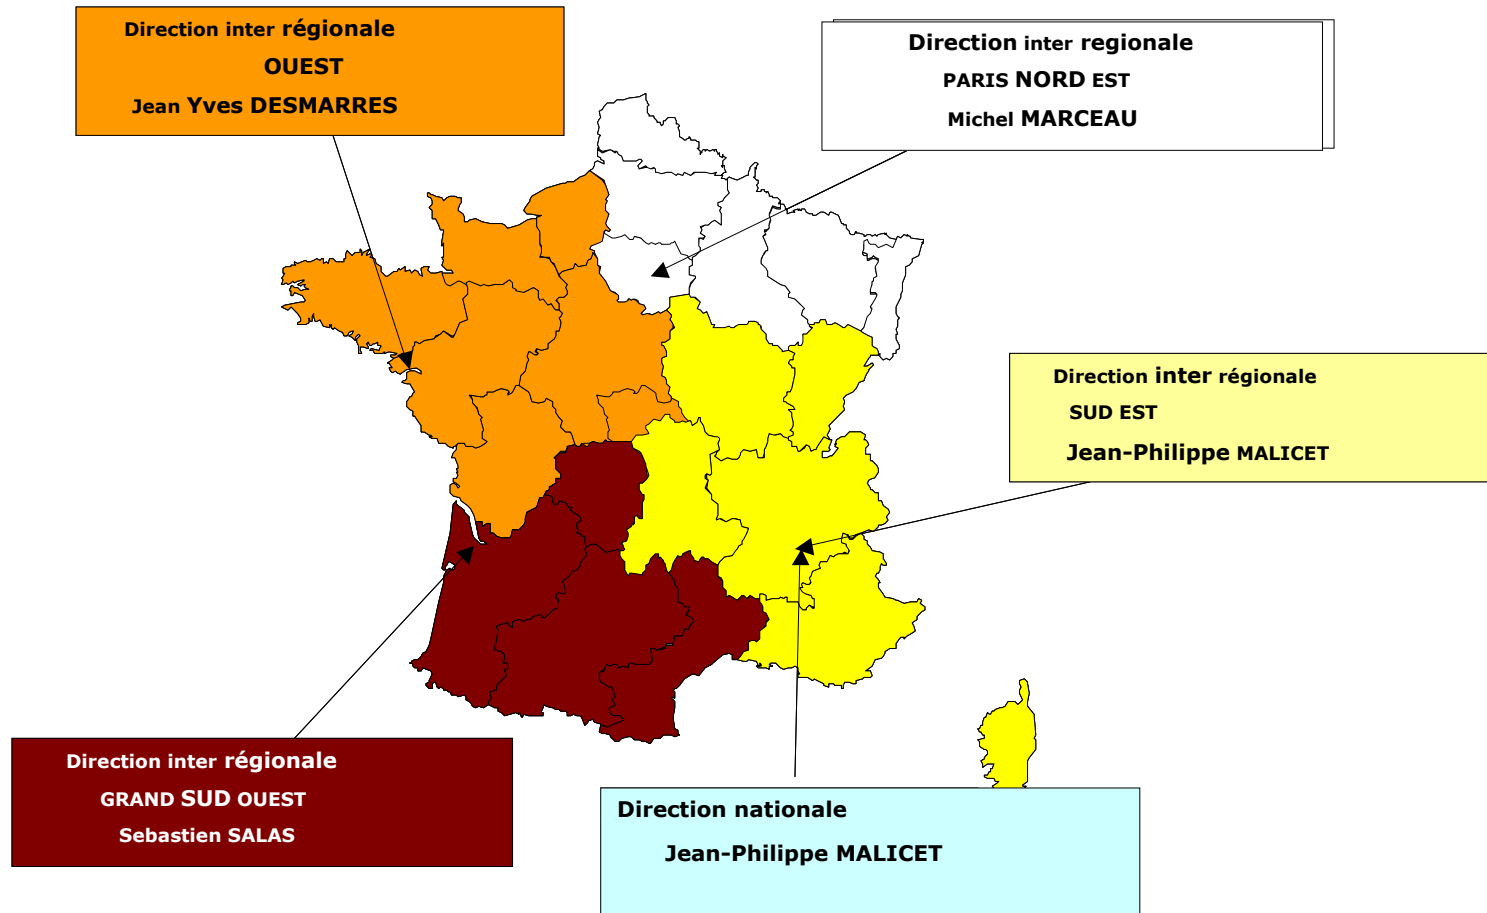 Direction inter régionale
OUEST
Jean Yves DESMARRES
Direction inter regionale
PARIS NORD EST
Michel MARCEAU
Direction inter régionale
SUD EST
Jean-Philippe MALICET
Direction inter régionale
GRAND SUD OUEST
Sebastien SALAS
Direction nationale
Jean-Philippe MALICET